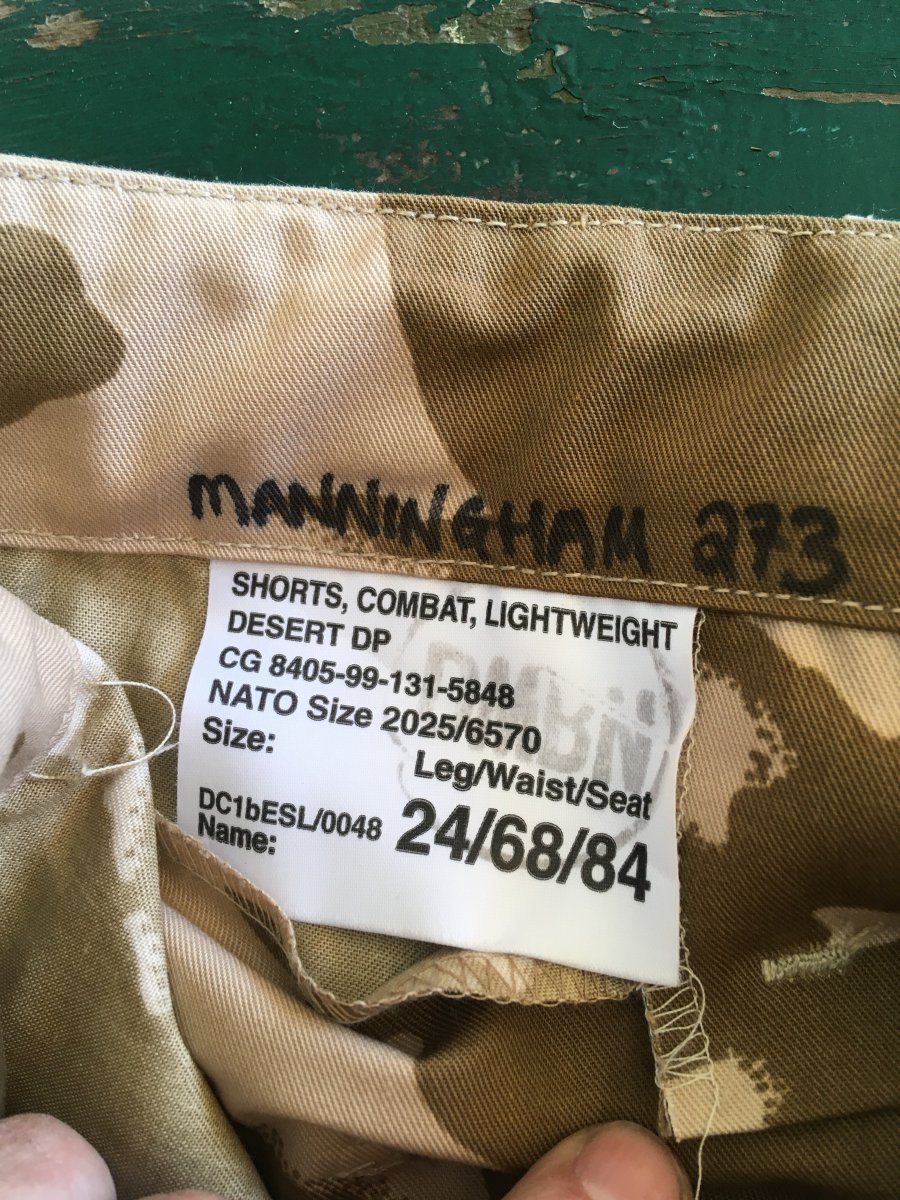 MANNINGHAM 273
SHORTS, COMBAT, LIGHTWEIGHT
DESERT DP
CG 8405-99-131-5848
NATO Size 2025/6570
Size:
Leg/Waist/Seat
DC1bESL/0048 24/68/84
Name: